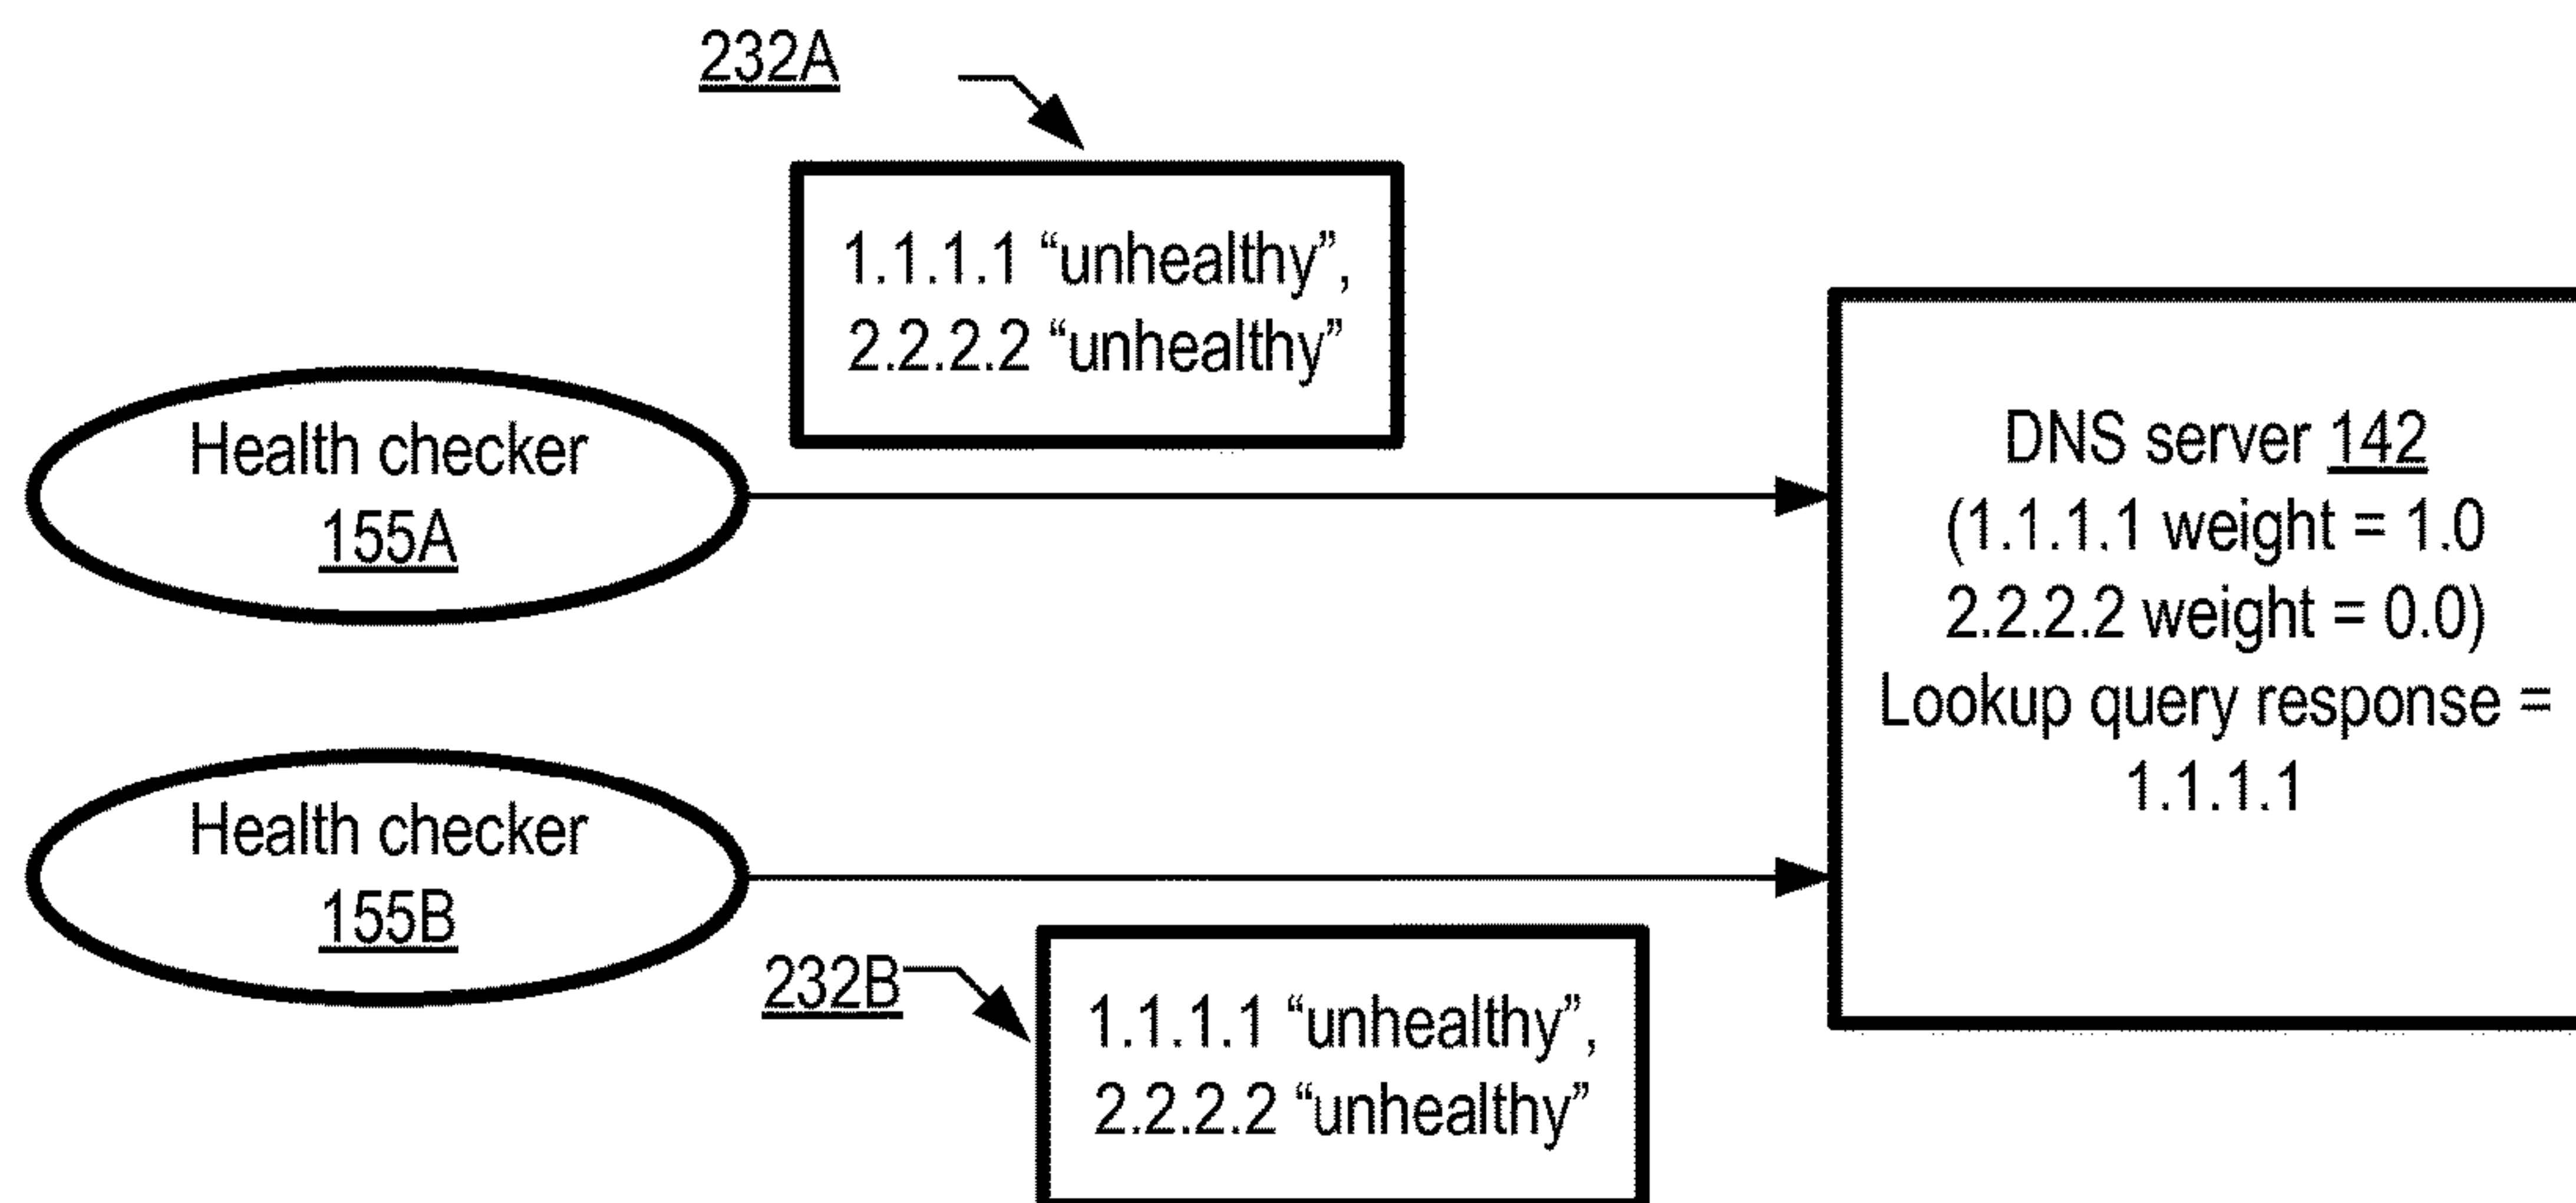 232A
1.1.1.1 “unhealthy”,
2.2.2.2 “unhealthy”
Health checker
155A
DNS server 142
(1.1.1.1 weight = 1.0
2.2.2.2 weight = 0.0)
Lookup query response =
1.1.1.1
Health checker
155B
232B
1.1.1.1 “unhealthy”,
2.2.2.2 “unhealthy”